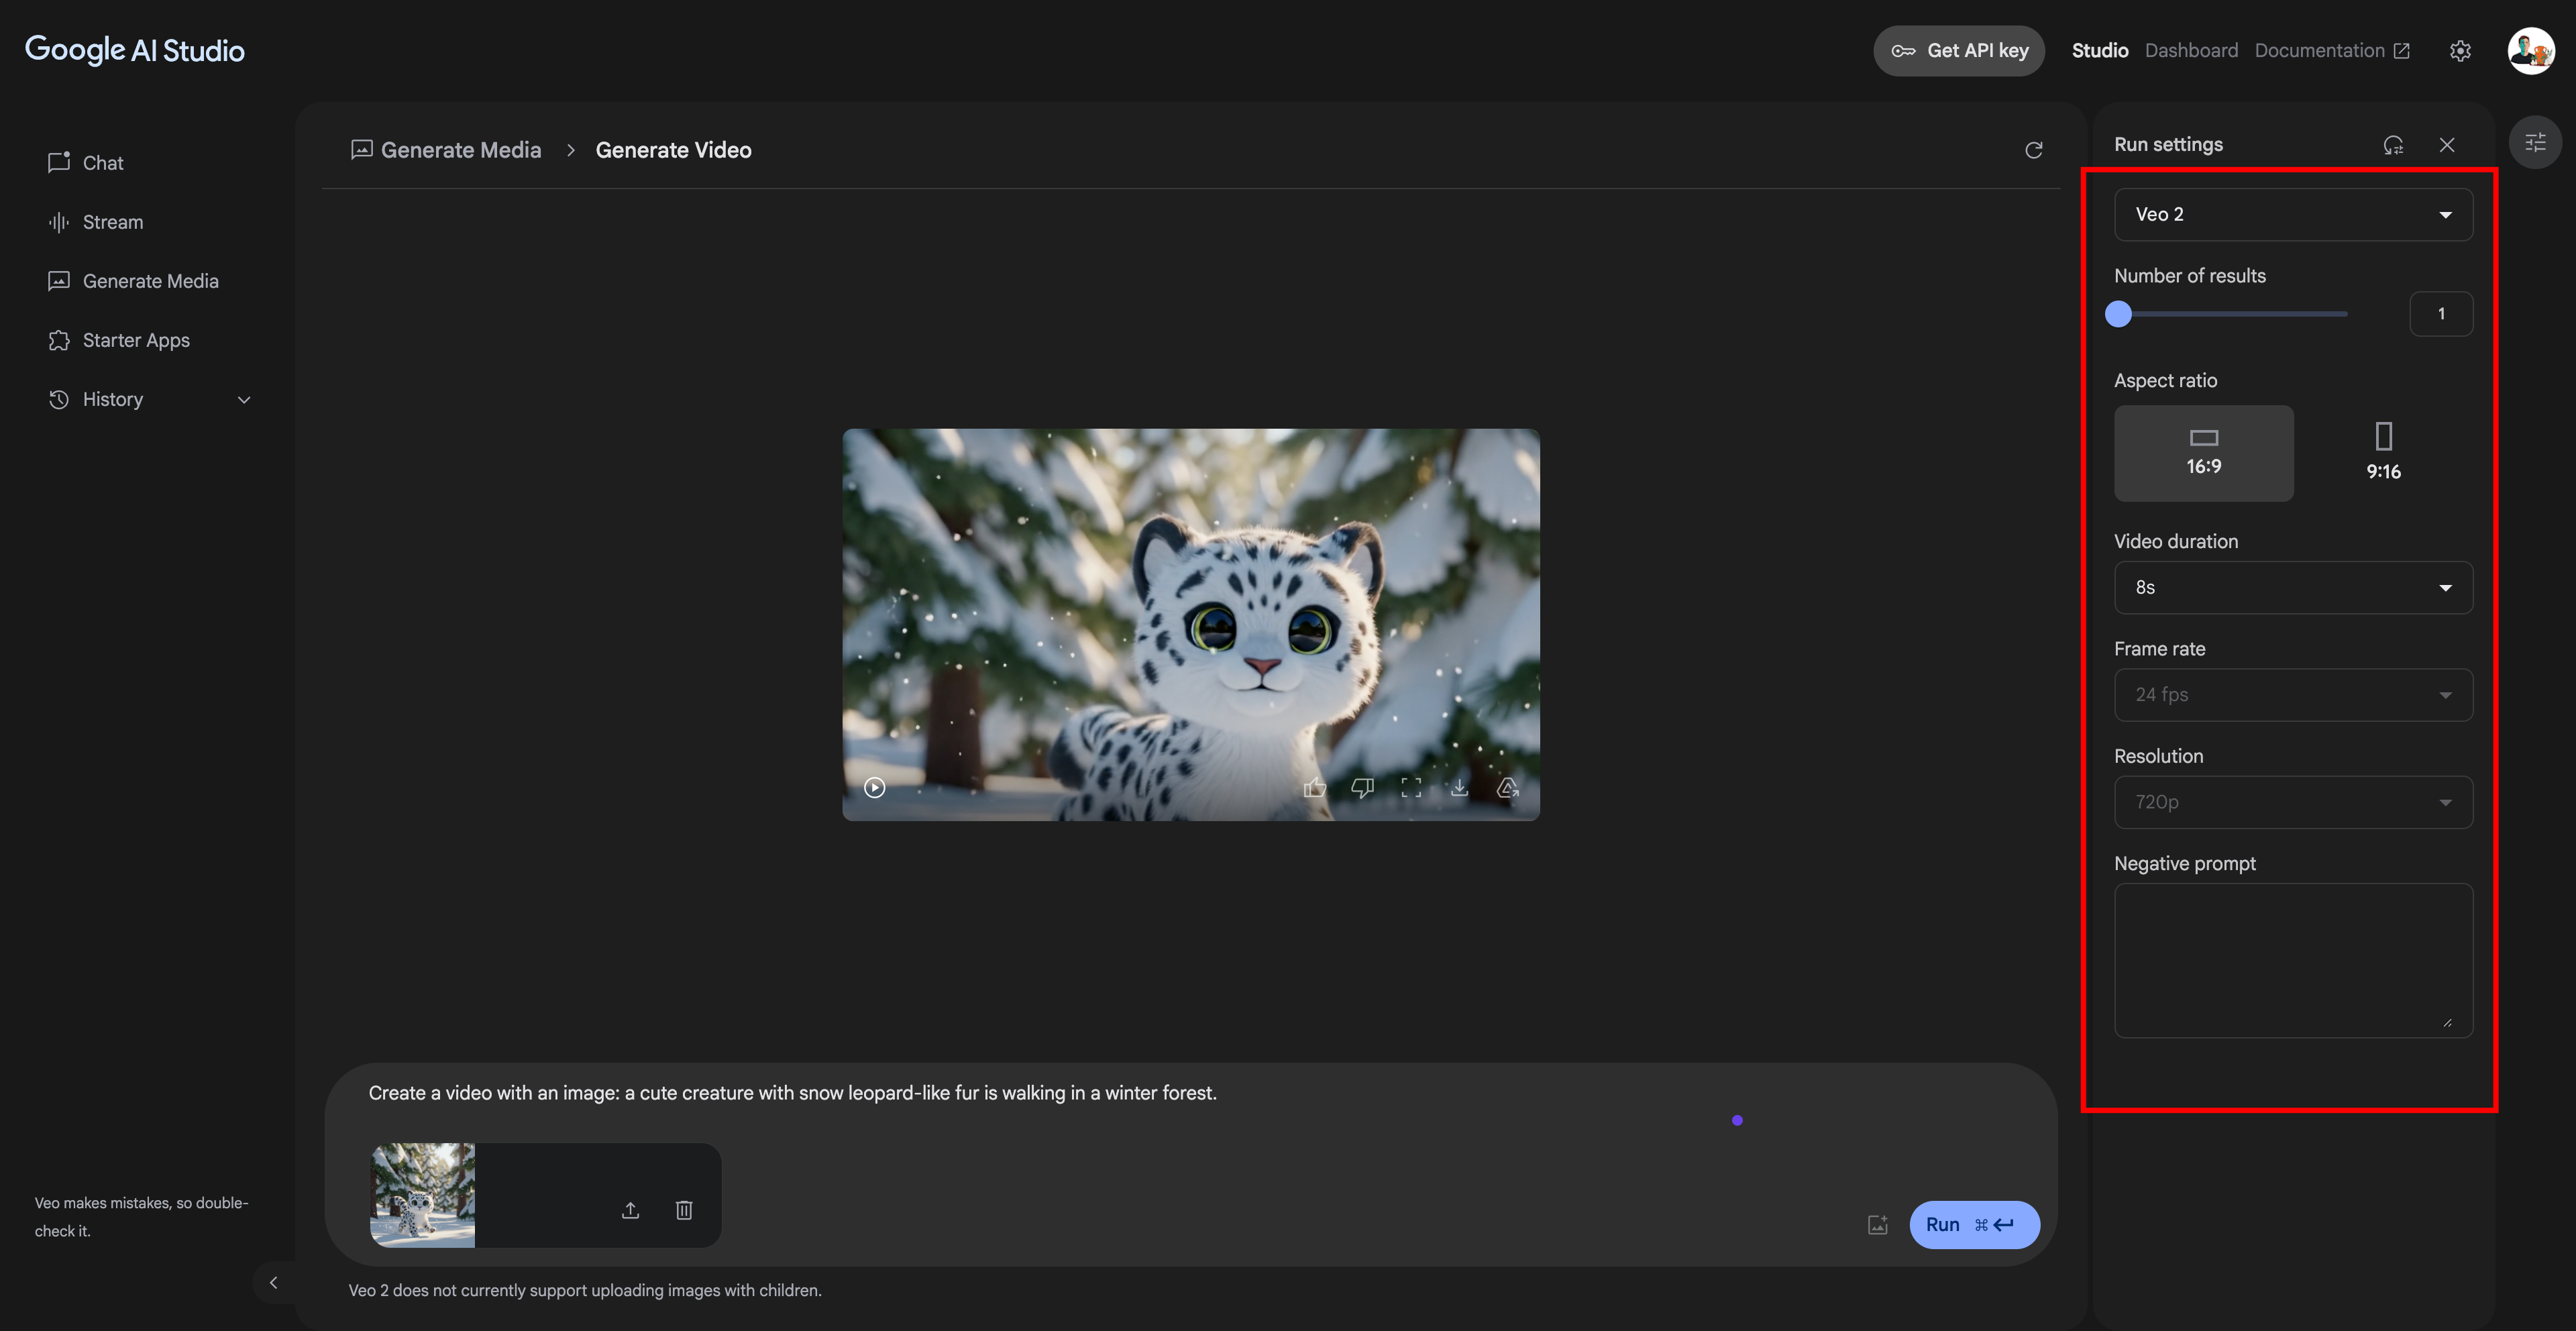 Google AI Studio
Get API key
Studio
Dashboard
Documentation
Chat
Stream
Generate Media
Starter Apps
History
Generate Media
Generate Video
Run settings
Veo 2
Number of results
1
Aspect ratio
16:9
9:16
Video duration
8s
Frame rate
24 fps
Resolution
720p
Negative prompt
Create a video with an image: a cute creature with snow leopard-like fur is walking in a winter forest.
Run ⌘
Veo makes mistakes, so double-
check it.
Veo 2 does not currently support uploading images with children.